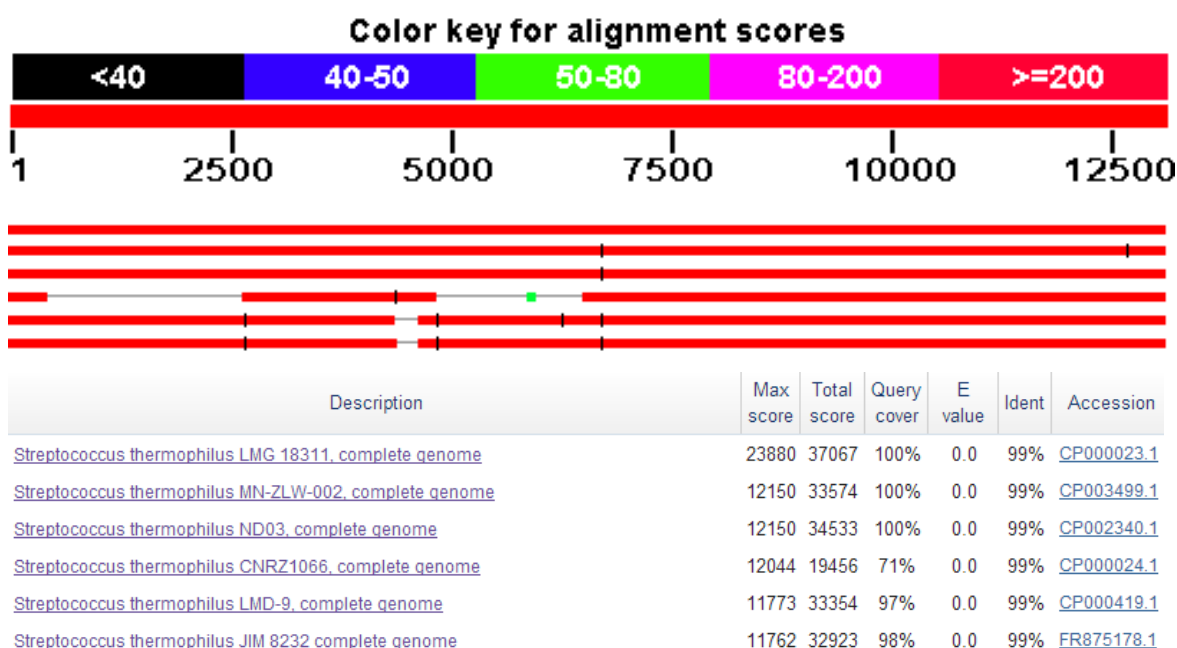 Color key for alignment scores
<40 40-50 50-80 80-200 >=200
1 2500 5000 7500 10000 12500
Description Max score Total score Query cover E value Ident Accession
Streptococcus thermophilus LMG 18311, complete genome 23880 37067 100% 0.0 99% CP000023.1
Streptococcus thermophilus MN-ZLW-002, complete genome 12150 33574 100% 0.0 99% CP003499.1
Streptococcus thermophilus ND03, complete genome 12150 34533 100% 0.0 99% CP002340.1
Streptococcus thermophilus CNRZ1066, complete genome 12044 19456 71% 0.0 99% CP000024.1
Streptococcus thermophilus LMD-9, complete genome 11773 33354 97% 0.0 99% CP000419.1
Streptococcus thermophilus JIM 8232 complete genome 11762 32923 98% 0.0 99% FR875178.1